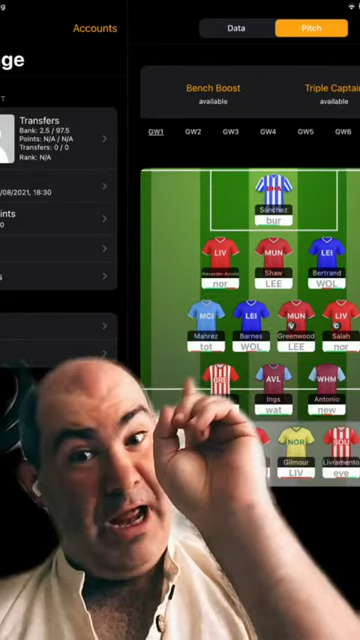 Accounts
Data
Pitch
Bench Boost
available
Triple Captai
available
GW1
GW2
GW3
GW4
GW5
GW6
Transfers
Bank: 2.5 / 97.5
Points: N/A / N/A
Transfers: 0 / 0
Rank: N/A
/08/2021, 18:30
BHA
Sánchez
bur
LIV
MUN
LEI
Alexander-Arnold
Shaw
Bertrand
nor
LEE
WOL
MCI
LEI
MUN
LIV
V
C
Mahrez
Barnes
Greenwood
Salah
tot
WOL
LEE
nor
BRE
AVL
WHM
Ings
Antonio
wat
new
NOR
SOU
Gilmour
Livramento
LIV
eve